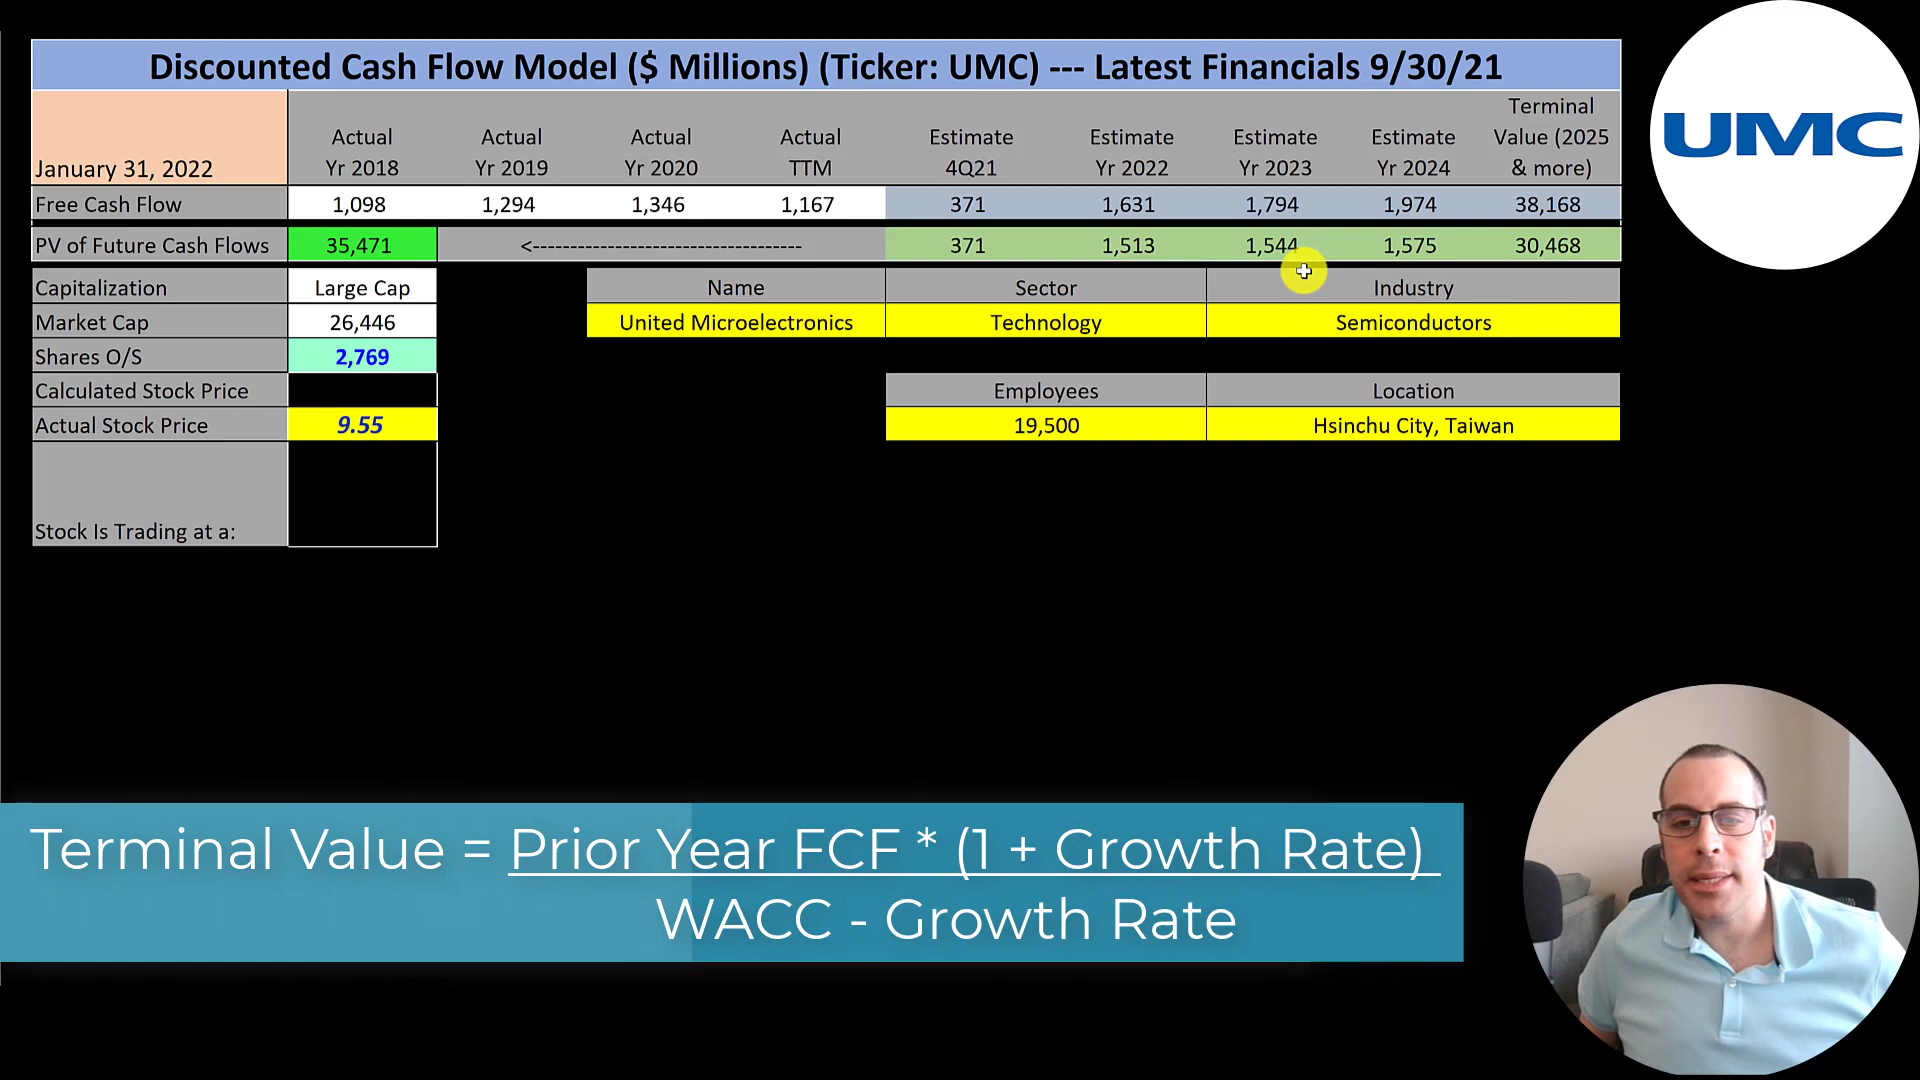 Discounted Cash Flow Model ($ Millions) (Ticker: UMC) --- Latest Financials 9/30/21
UMC
January 31, 2022 Actual Yr 2018 Actual Yr 2019 Actual Yr 2020 Actual TTM Estimate 4Q21 Estimate Yr 2022 Estimate Yr 2023 Estimate Yr 2024 Terminal Value (2025 & more)
Free Cash Flow 1,098 1,294 1,346 1,167 371 1,631 1,794 1,974 38,168
PV of Future Cash Flows 35,471 <------------------------------------ 371 1,513 1,544 1,575 30,468
Capitalization Large Cap Name Sector Industry
Market Cap 26,446 United Microelectronics Technology Semiconductors
Shares O/S 2,769
Calculated Stock Price Employees Location
Actual Stock Price 9.55 19,500 Hsinchu City, Taiwan
Stock Is Trading at a:
Terminal Value = Prior Year FCF * (1 + Growth Rate)
WACC - Growth Rate